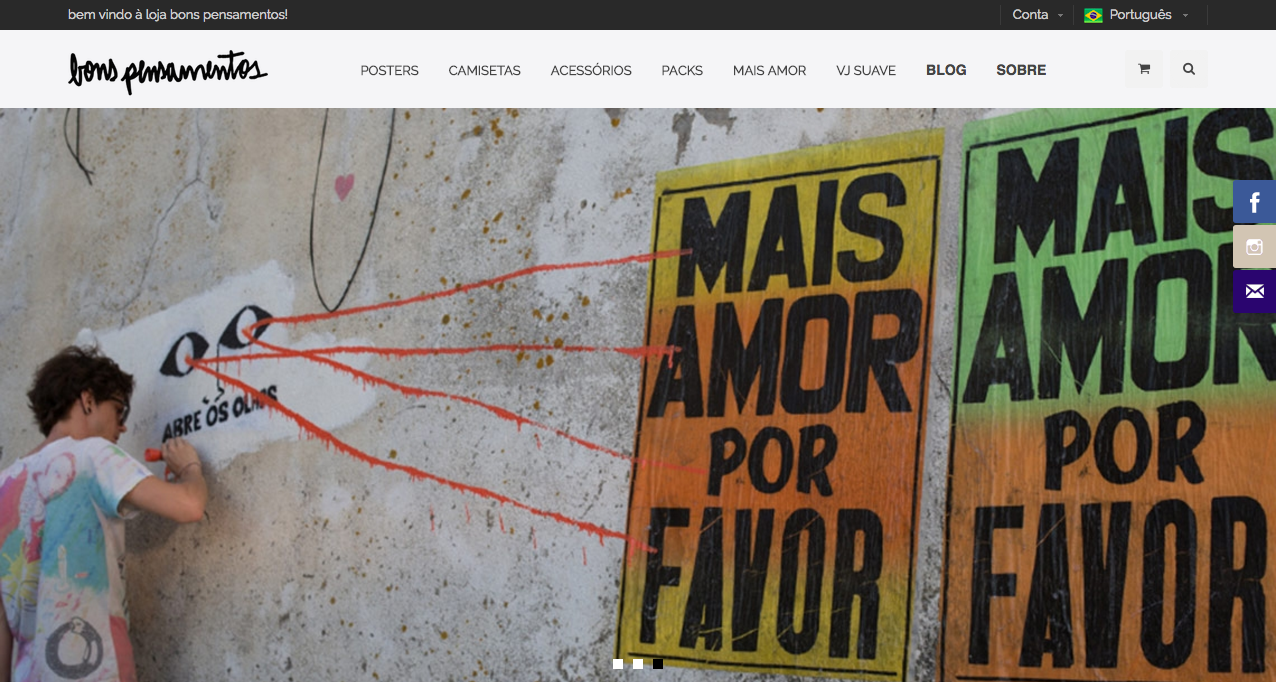 bem vindo à loja bons pensamentos!
Conta
Português
bons pensamentos
POSTERS
CAMISETAS
ACESSÓRIOS
PACKS
MAIS AMOR
VJ SUAVE
BLOG
SOBRE
ABRE OS OLHOS
MAIS
AMOR
POR
FAVOR
MAIS
AMOR
POR
FAVOR